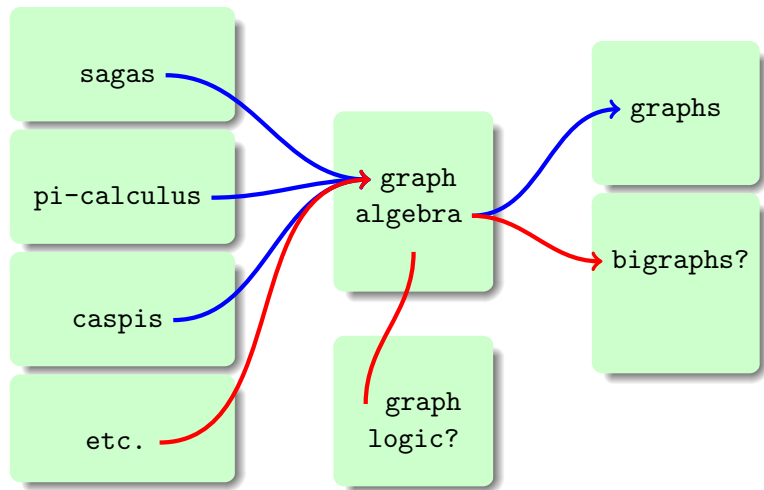 sagas
pi-calculus
caspis
etc.
graph
algebra
graph
logic?
graphs
bigraphs?